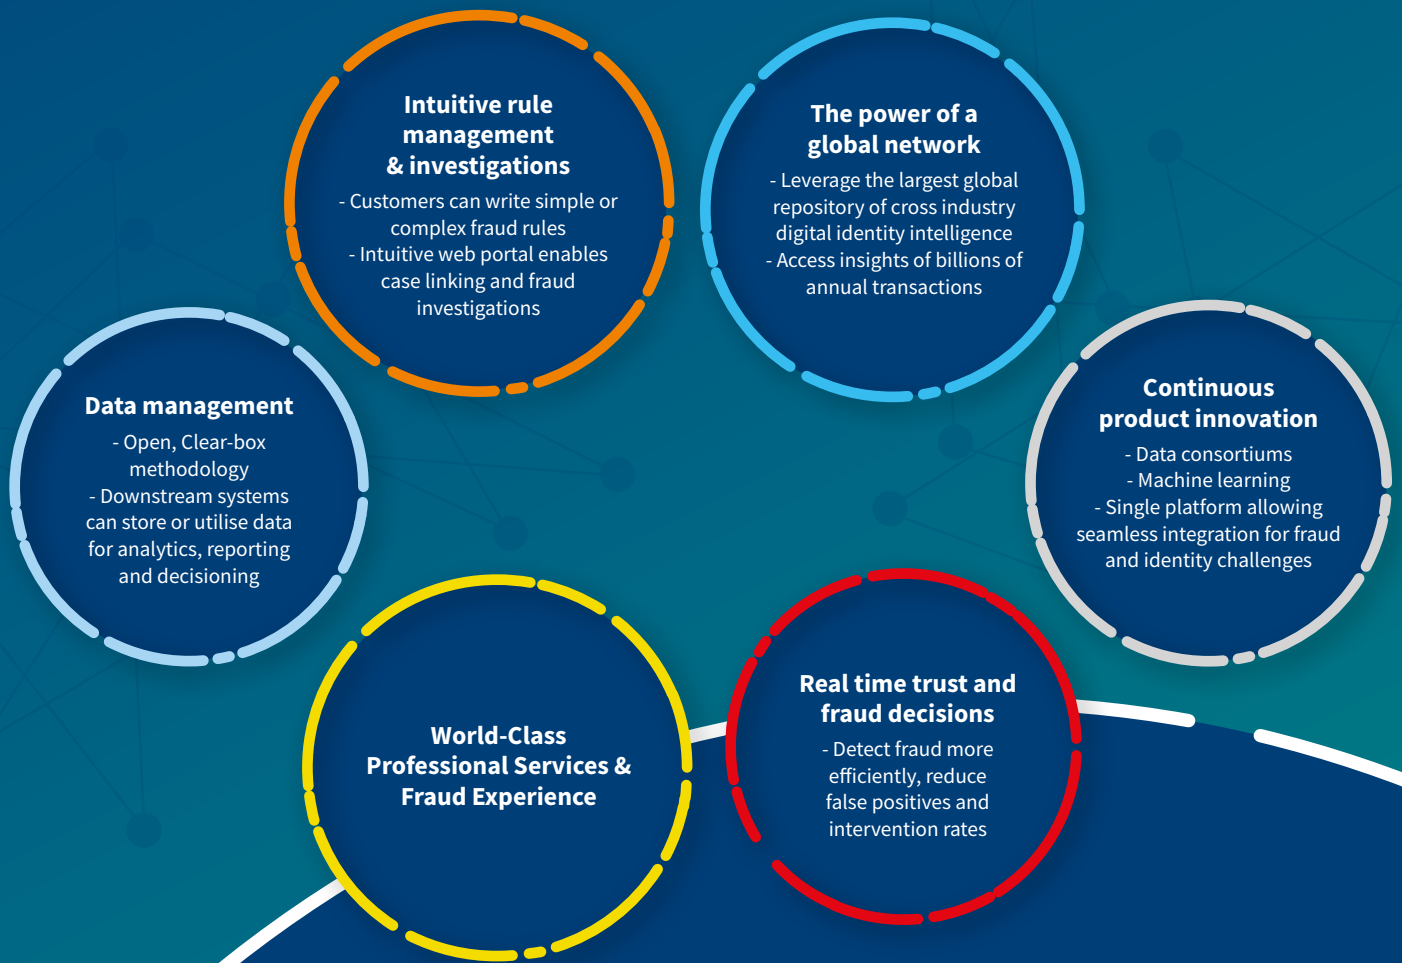 Intuitive rule
management
& investigations
- Customers can write simple or
complex fraud rules
- Intuitive web portal enables
case linking and fraud
investigations
The power of a
global network
- Leverage the largest global
repository of cross industry
digital identity intelligence
- Access insights of billions of
annual transactions
Data management
- Open, Clear-box
methodology
- Downstream systems
can store or utilise data
for analytics, reporting
and decisioning
Continuous
product innovation
- Data consortiums
- Machine learning
- Single platform allowing
seamless integration for fraud
and identity challenges
World-Class
Professional Services &
Fraud Experience
Real time trust and
fraud decisions
- Detect fraud more
efficiently, reduce
false positives and
intervention rates